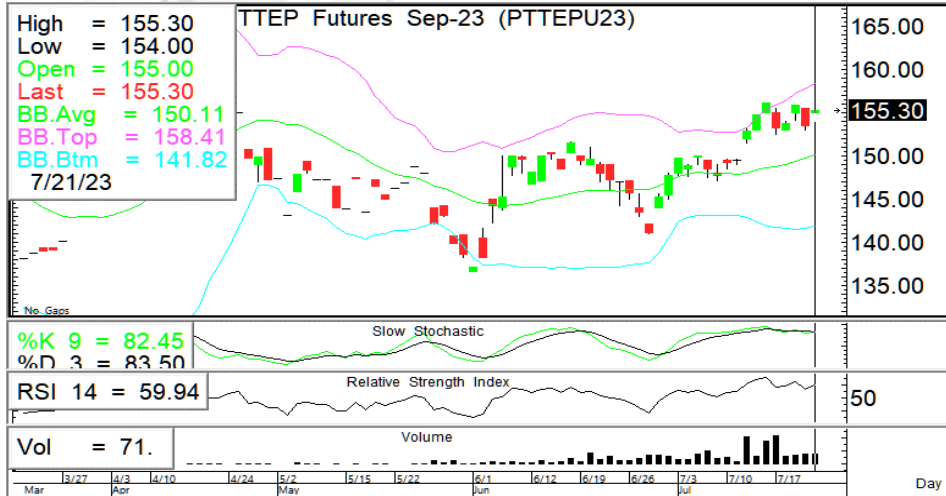 TTEP Futures Sep-23 (PTTEPU23)
High = 155.30
Low = 154.00
Open = 155.00
Last = 155.30
BB.Avg = 150.11
BB.Top = 158.41
BB.Btm = 141.82
7/21/23
165.00
160.00
155.30
150.00
145.00
140.00
135.00
No Gaps
Slow Stochastic
%K 9 = 82.45
%D 3 = 83.50
Relative Strength Index
RSI 14 = 59.94
50
Volume
Vol = 71.
3/27 4/3 4/10 4/24 5/2 5/8 5/15 5/22 6/1 6/12 6/19 6/26 7/3 7/10 7/17
Mar Apr May Jun Jul Day